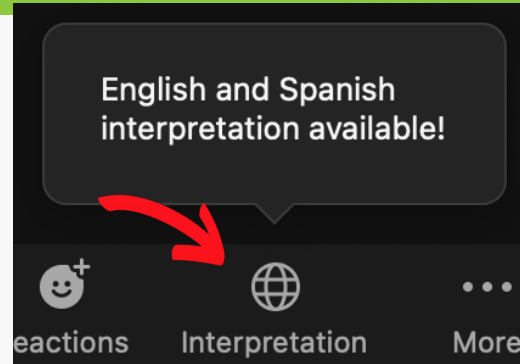 English and Spanish
interpretation available!
eactions Interpretation More